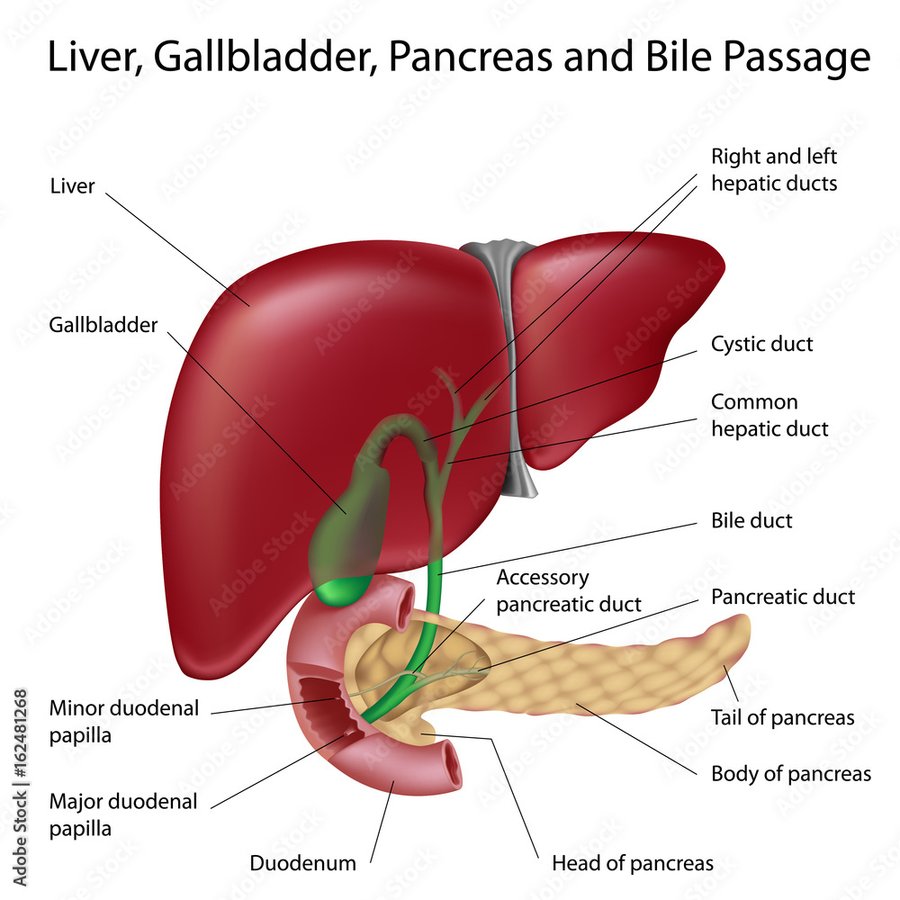 Liver, Gallbladder, Pancreas and Bile Passage
Right and left
hepatic ducts
Liver
Gallbladder
Cystic duct
Common
hepatic duct
Bile duct
Accessory
pancreatic duct
Pancreatic duct
Minor duodenal
papilla
Tail of pancreas
Body of pancreas
Major duodenal
papilla
Duodenum
Head of pancreas
Adobe Stock | #162481268